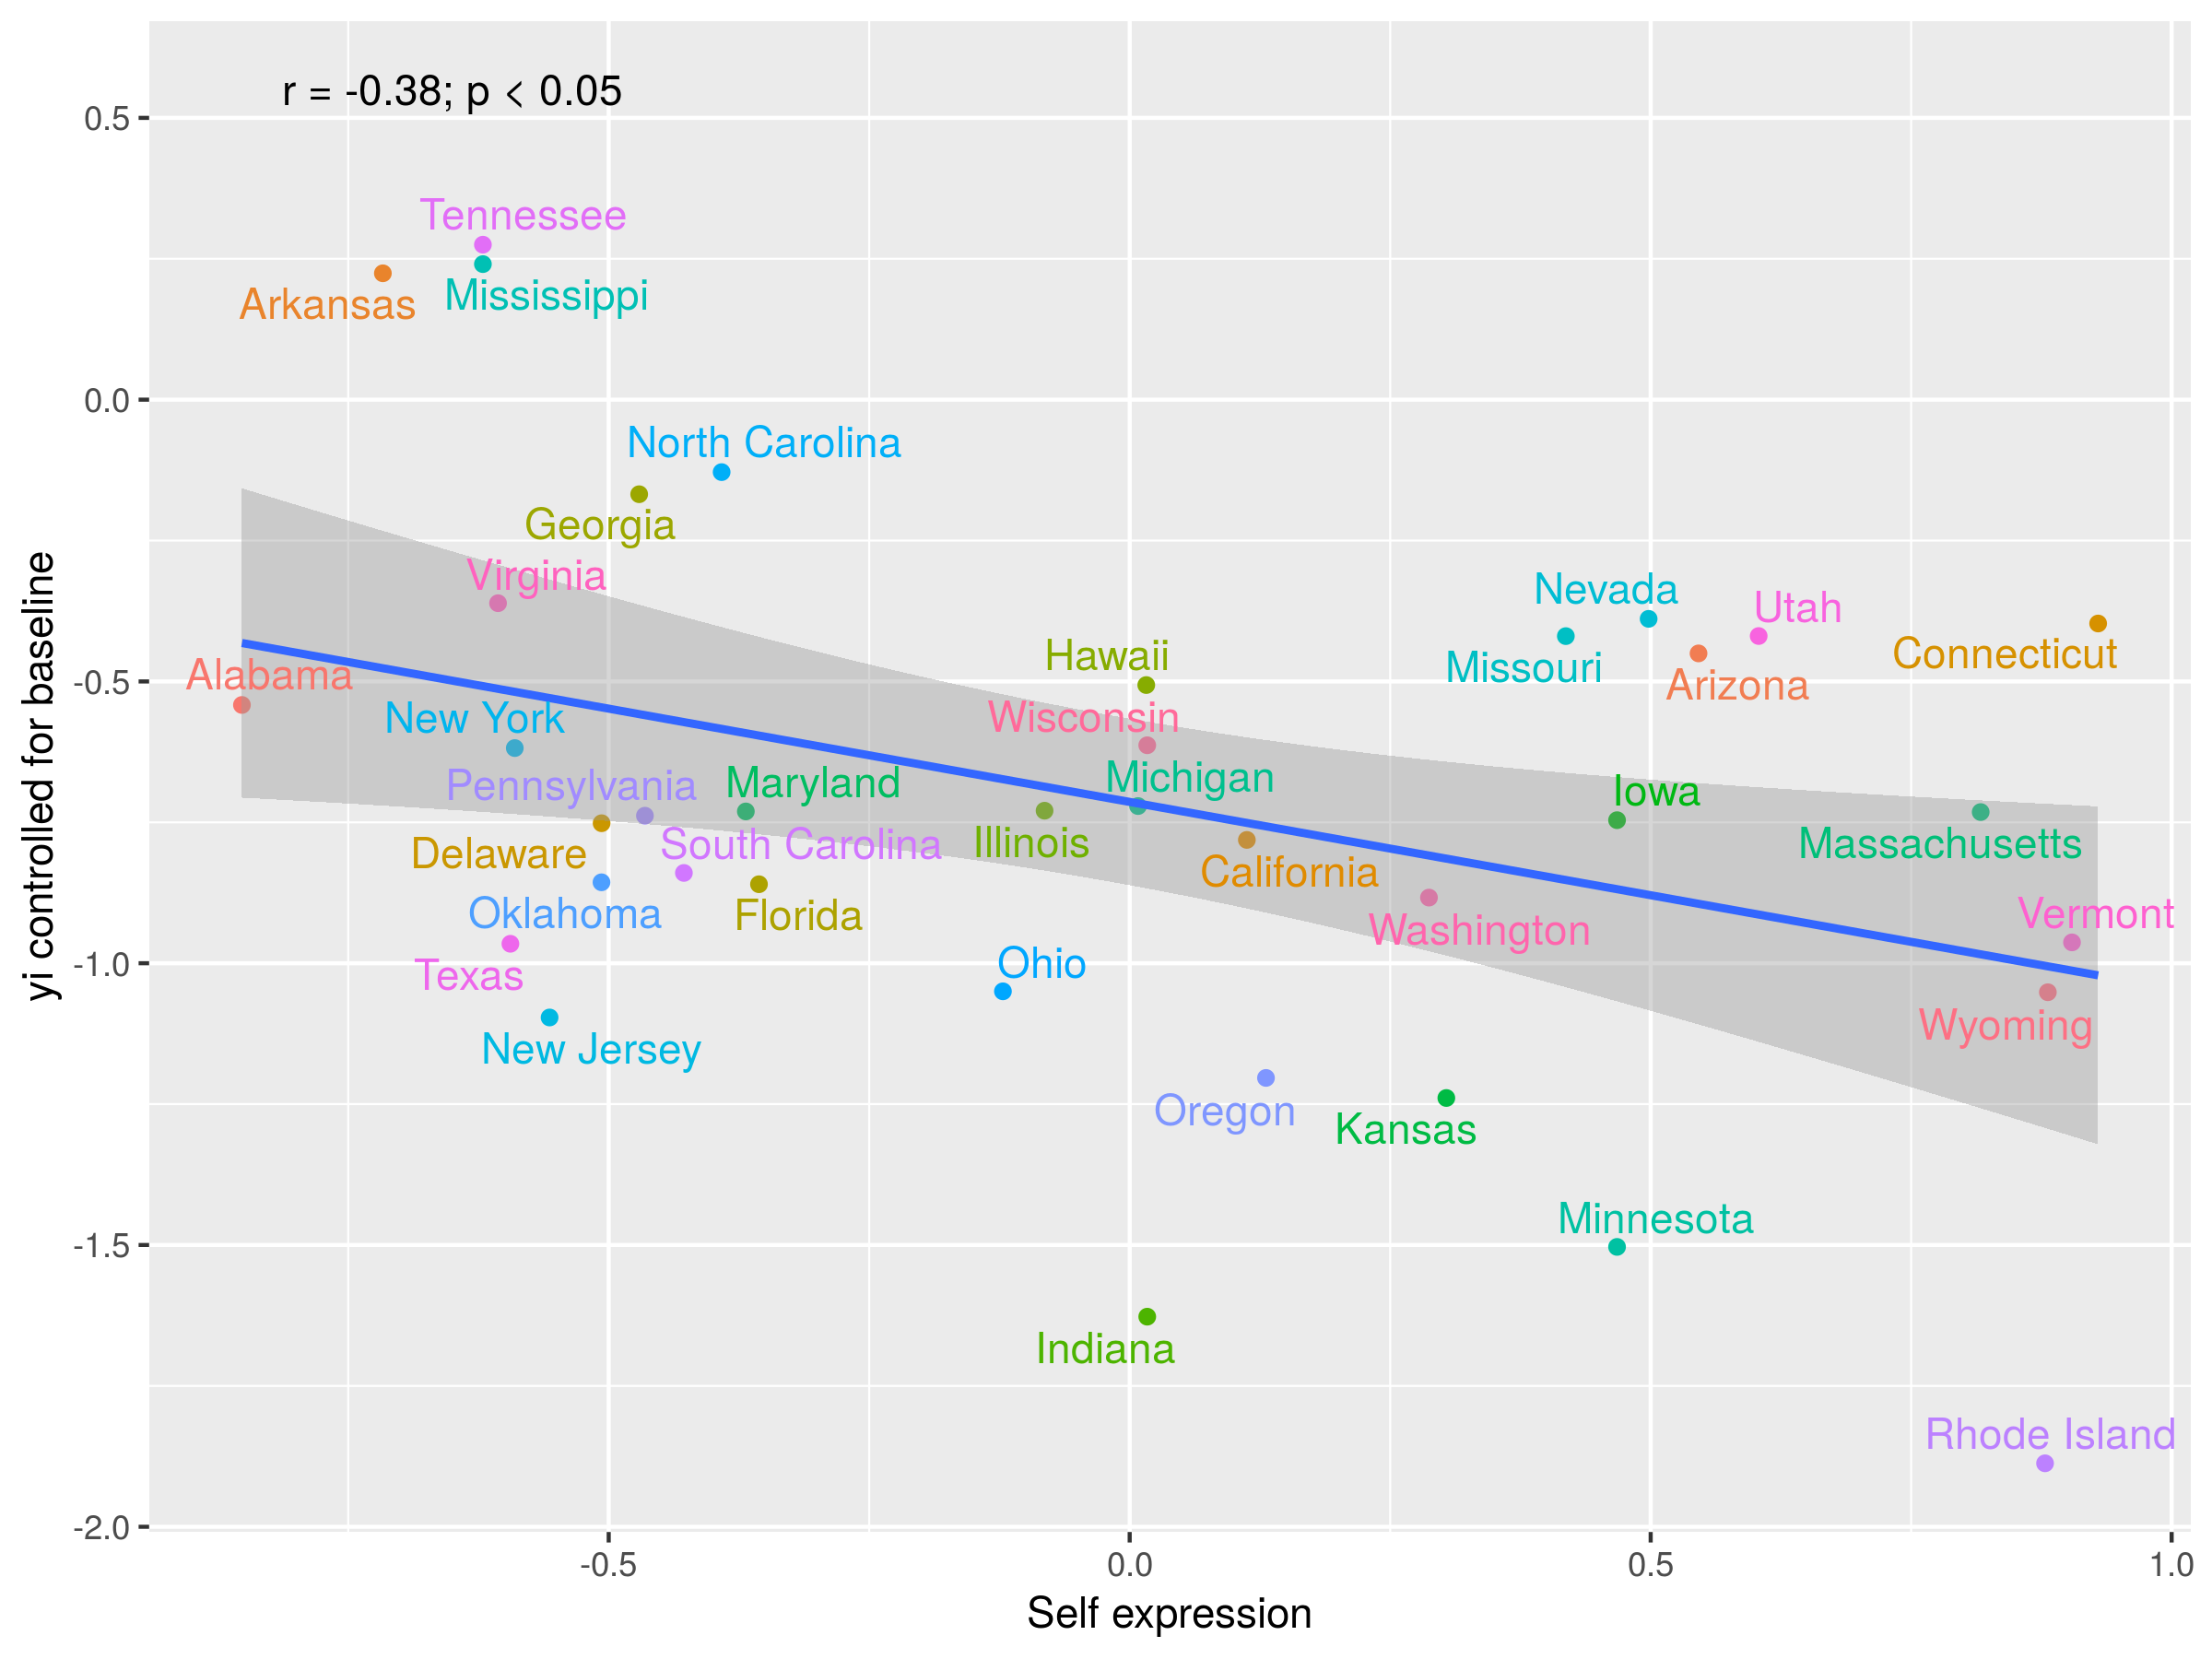 r = -0.38; p < 0.05
0.5
Tennessee
Arkansas
Mississippi
0.0
North Carolina
Georgia
Virginia
Nevada
Utah
Hawaii
Connecticut
Missouri
Alabama
-0.5
Arizona
New York
Wisconsin
Michigan
Pennsylvania
Maryland
Iowa
South Carolina
Illinois
Massachusetts
Delaware
California
Oklahoma
Florida
Vermont
Washington
Ohio
-1.0
Texas
Wyoming
New Jersey
Oregon
Kansas
Minnesota
-1.5
Indiana
Rhode Island
-2.0
-0.5
0.0
0.5
1.0
Self expression
yi controlled for baseline